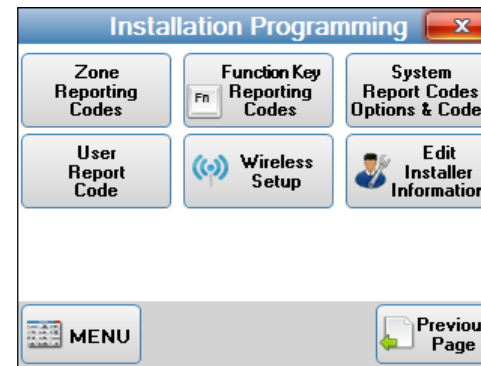 Installation Programming
x
Zone
Reporting
Codes
Fn
Function Key
Reporting
Codes
System
Report Codes
Options & Code
User
Report
Code
Wireless
Setup
Edit
Installer
Information
MENU
Previou
Page